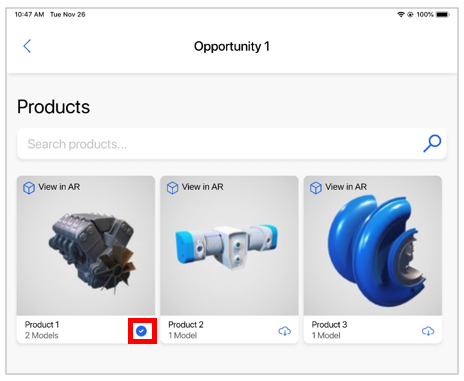 10:47 AM Tue Nov 26 100%
Opportunity 1
Products
Search products...
View in AR View in AR View in AR
Product 1 Product 2 Product 3
2 Models 1 Model 1 Model